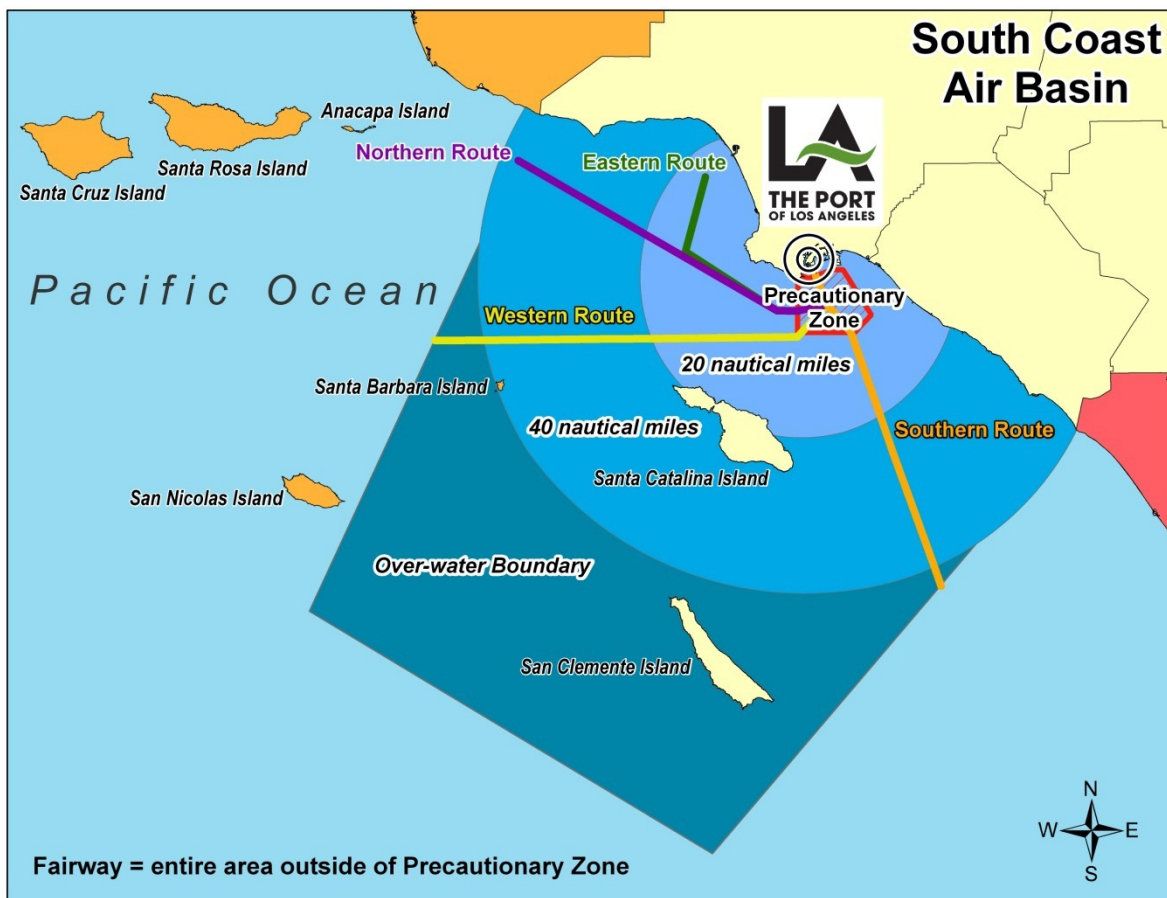 South Coast
Air Basin
Anacapa Island
LA
Northern Route
Eastern Route
Santa Rosa Island
Santa Cruz Island
THE PORT
OF LOS ANGELES
Pacific Ocean
Precautionary
Zone
Western Route
20 nautical miles
Santa Barbara Island
40 nautical miles
Southern Route
Santa Catalina Island
San Nicolas Island
Over-water Boundary
San Clemente Island
N
W
E
S
Fairway = entire area outside of Precautionary Zone